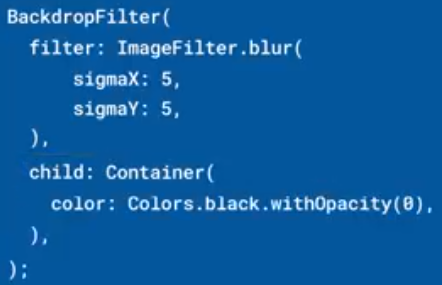 BackdropFilter(
  filter: ImageFilter.blur(
      sigmaX: 5,
      sigmaY: 5,
  ),
  child: Container(
    color: Colors.black.withOpacity(0),
  ),
);